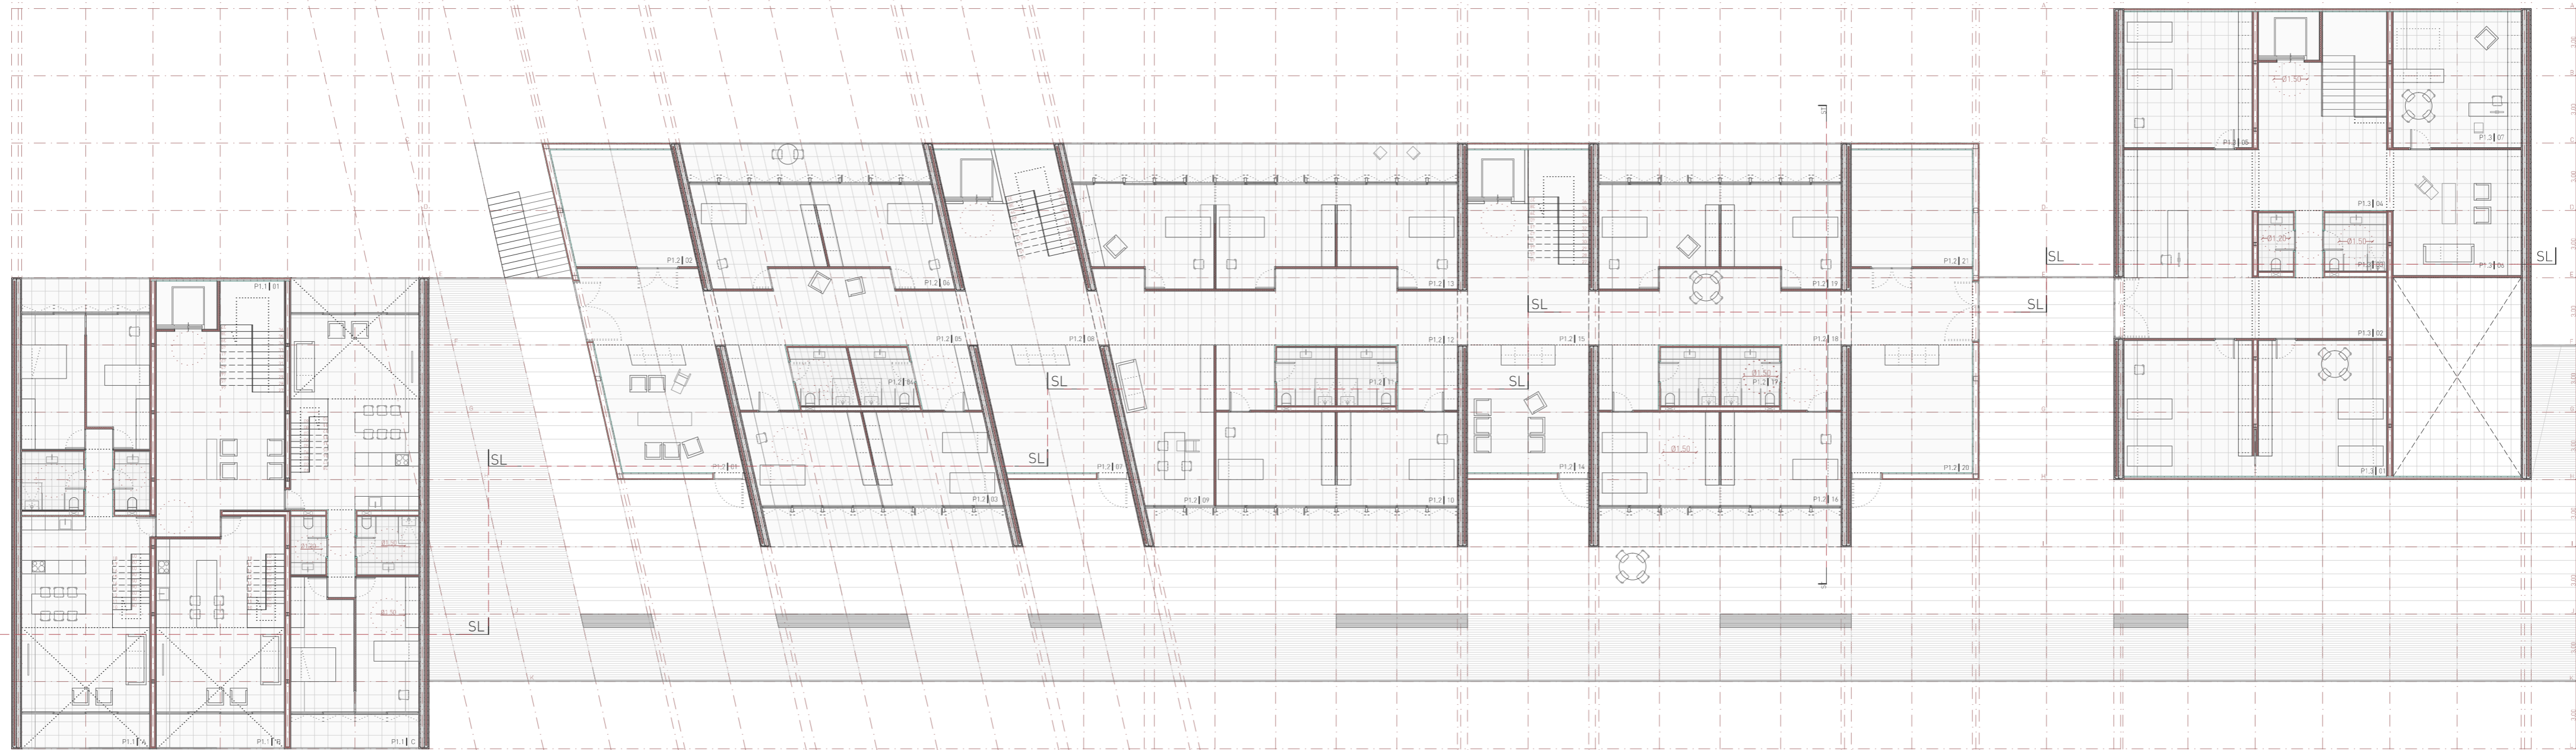 P1.1 01
P1.1 A
P1.1 B
P1.1 C
Ø1.50
SL
SL
P1.2 02
P1.2 06
P1.2 05
P1.2 04
P1.2 01
P1.2 03
P1.2 08
P1.2 07
SL
SL
P1.2 13
P1.2 12
P1.2 11
P1.2 09
P1.2 10
P1.2 15
P1.2 14
SL
SL
P1.2 19
P1.2 18
Ø1.50
P1.2 17
Ø1.50
P1.2 16
P1.2 21
P1.2 20
ST
SL
SL
SL
Ø1.50
P1.3 05
P1.3 07
P1.3 04
Ø1.20
Ø1.50
P1.3 06
P1.3 02
P1.3 01
A
B
C
D
E
F
G
H
I